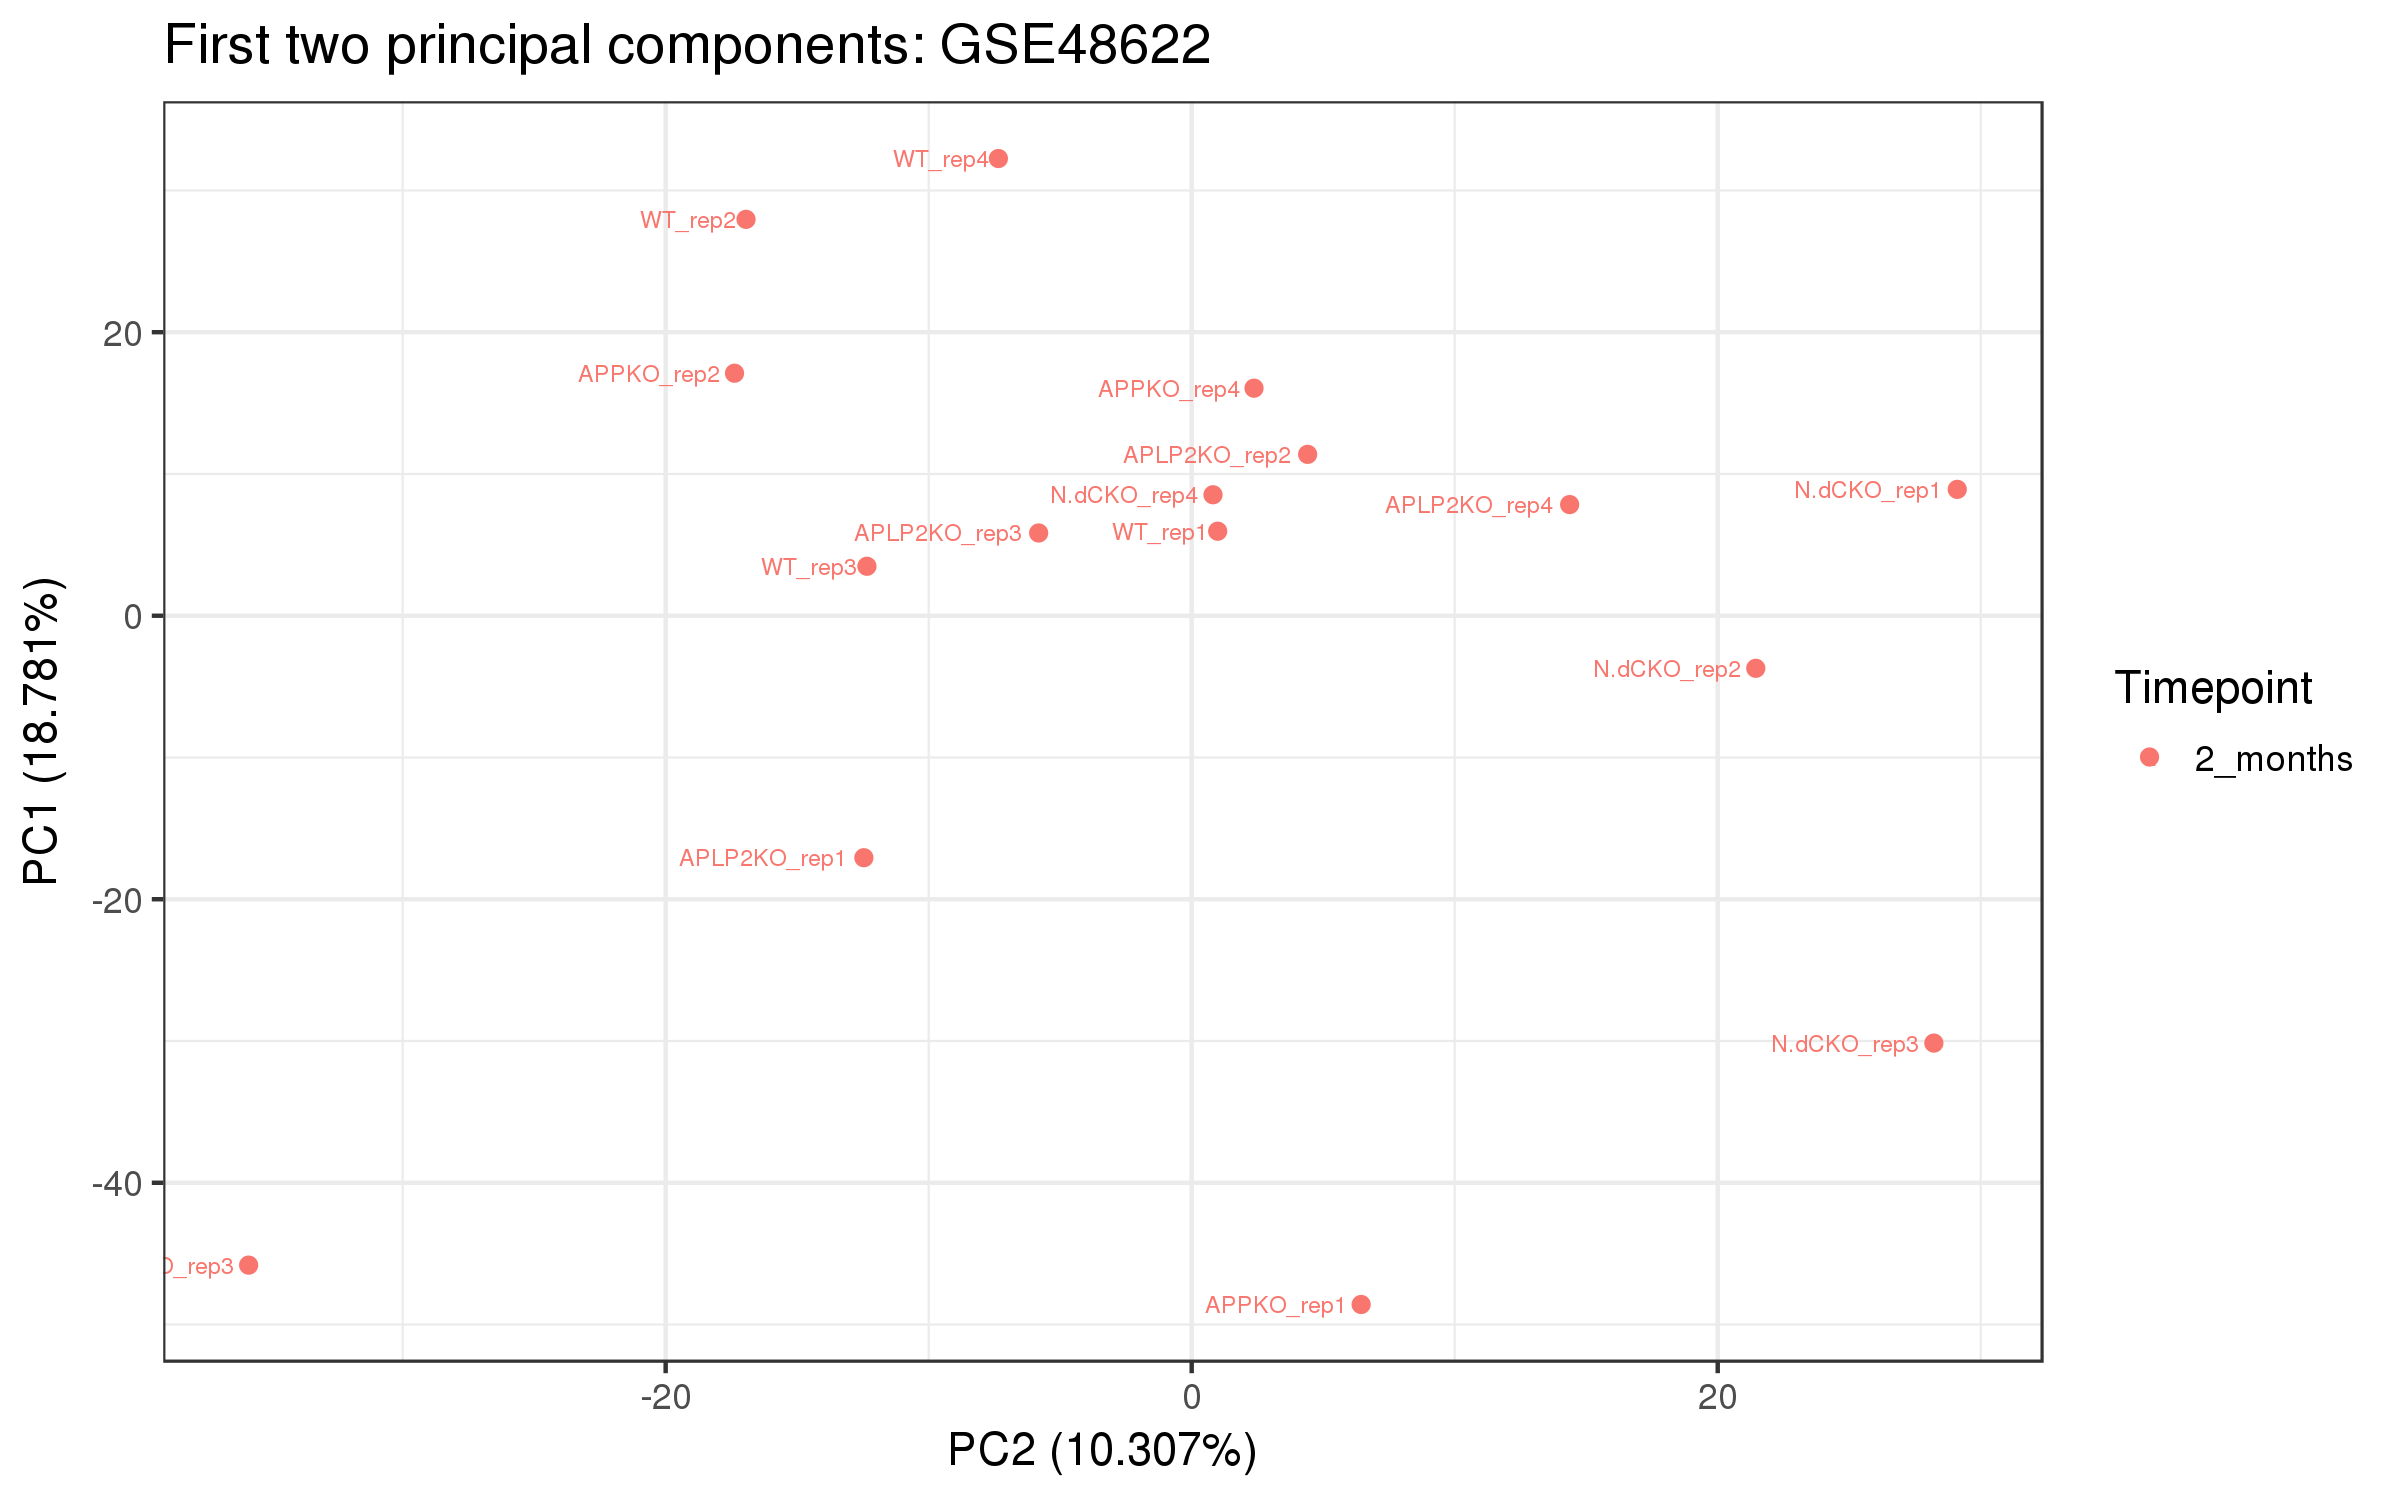 First two principal components: GSE48622
WT_rep4
WT_rep2
20
APPKO_rep2
APPKO_rep4
APLP2KO_rep2
N.dCKO_rep4
APLP2KO_rep4
N.dCKO_rep1
APLP2KO_rep3
WT_rep1
WT_rep3
0
N.dCKO_rep2
PC1 (18.781%)
Timepoint
2_months
APLP2KO_rep1
-20
N.dCKO_rep3
-40
_rep3
APPKO_rep1
-20
0
20
PC2 (10.307%)